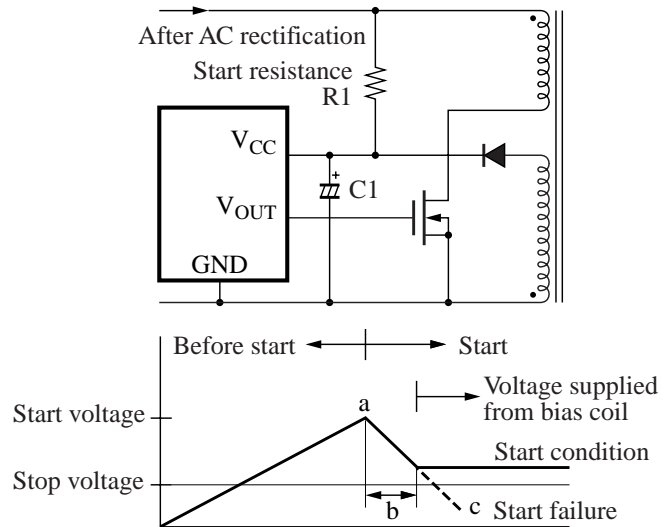 After AC rectification
Start resistance
R1
VCC
C1
VOUT
GND
Before start
Start
Voltage supplied
from bias coil
Start voltage
a
Start condition
Stop voltage
b
c
Start failure